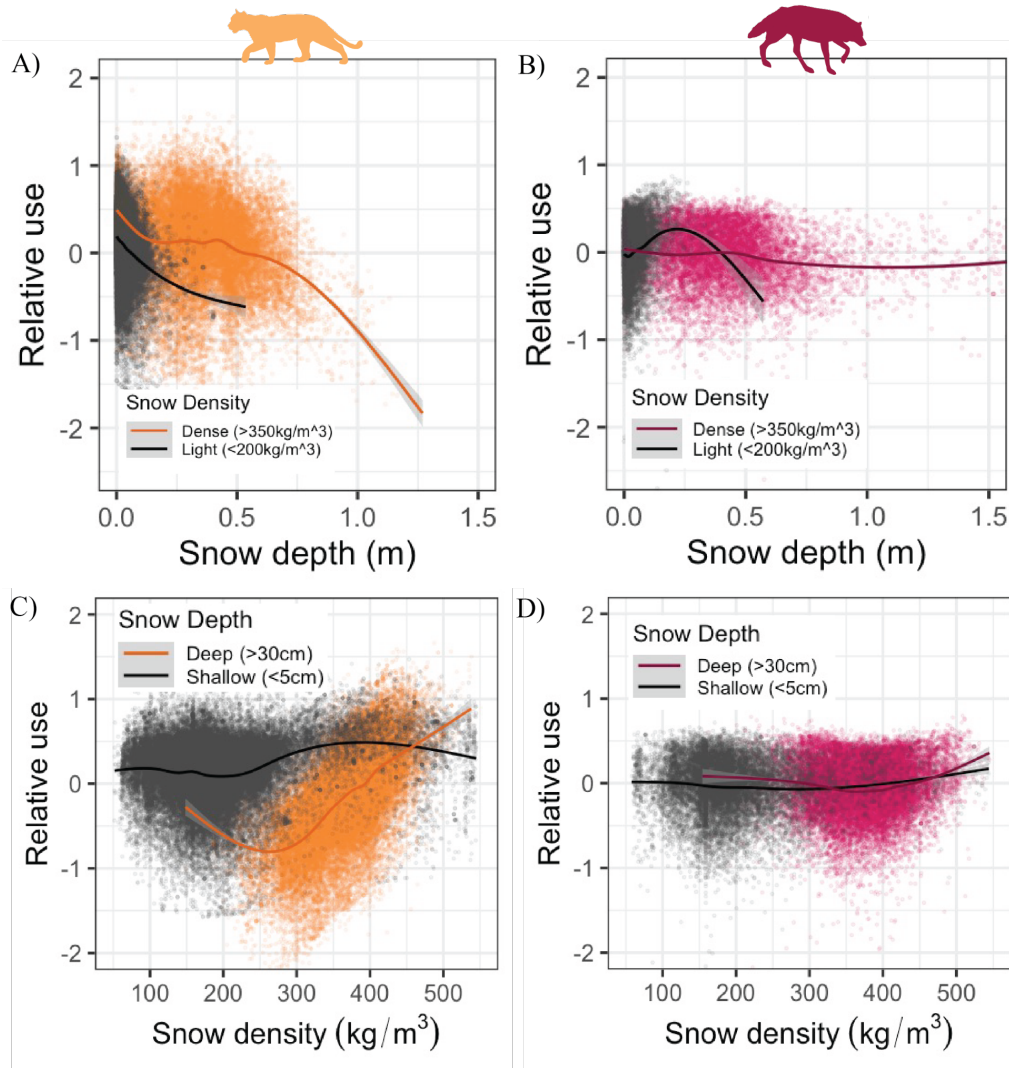 A)
B)
2
1
0
-1
-2
Relative use
Snow Density
Dense (>350kg/m^3)
Light (<200kg/m^3)
0.0 0.5 1.0 1.5
Snow depth (m)
2
1
0
-1
-2
Relative use
Snow Density
Dense (>350kg/m^3)
Light (<200kg/m^3)
0.0 0.5 1.0 1.5
Snow depth (m)
C)
2
1
0
-1
-2
Relative use
Snow Depth
Deep (>30cm)
Shallow (<5cm)
100 200 300 400 500
Snow density (kg/m³)
D)
2
1
0
-1
-2
Relative use
Snow Depth
Deep (>30cm)
Shallow (<5cm)
100 200 300 400 500
Snow density (kg/m³)